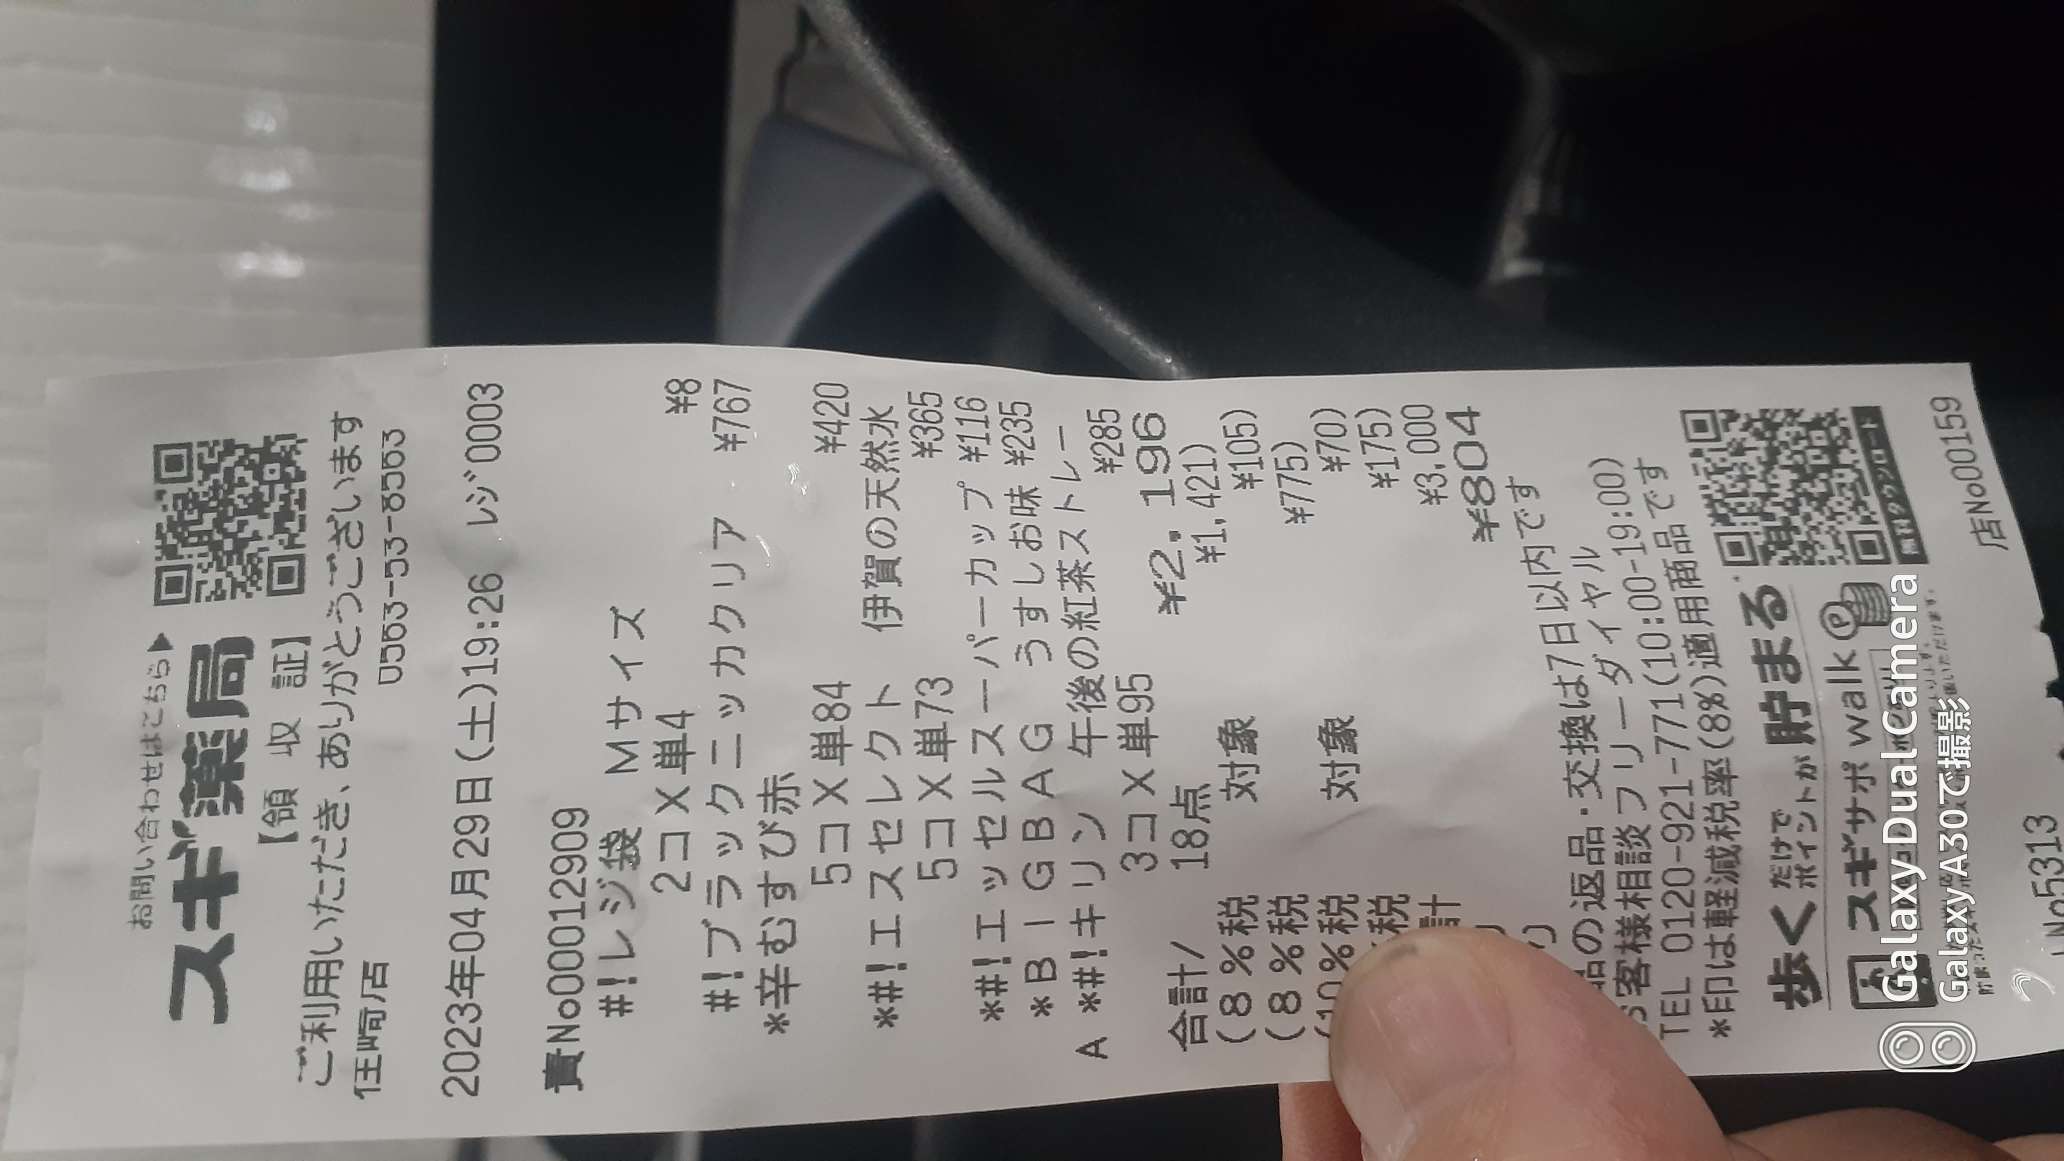 お問い合わせはこちら▶
スギ薬局
【領 収 証】
ご利用いただき、ありがとうございます
0563-53-8563
2023年04月29日(土)19:26 レジ0003
責No00012909
#!レジ袋 Mサイズ
2コX単4 ¥8
#!ブラックニッカクリア ¥767
*辛むすび赤
5コX単84 ¥420
*#!エスセレクト 伊賀の天然水
5コX単73 ¥365
*#!エッセルスーパーカップ ¥116
*BIGBAG うすしお味 ¥235
A *#!キリン 午後の紅茶ストレー
3コX単95 ¥285
合計/ 18点 ¥2,196
(8%税 対象 ¥1,421)
(8%税 ¥105)
(10%税 対象 ¥775)
%税 ¥70)
計 ¥175)
¥3,000
¥804
の返品・交換は7日以内です
お客様相談フリーダイヤル
TEL 0120-921-771(10:00-19:00)
*印は軽減税率(8%)適用商品です
歩くだけでポイントが貯まる
スギサポ walk
無料ダウンロード
店No00159
No5313
Galaxy Dual Camera
Galaxy A30で撮影